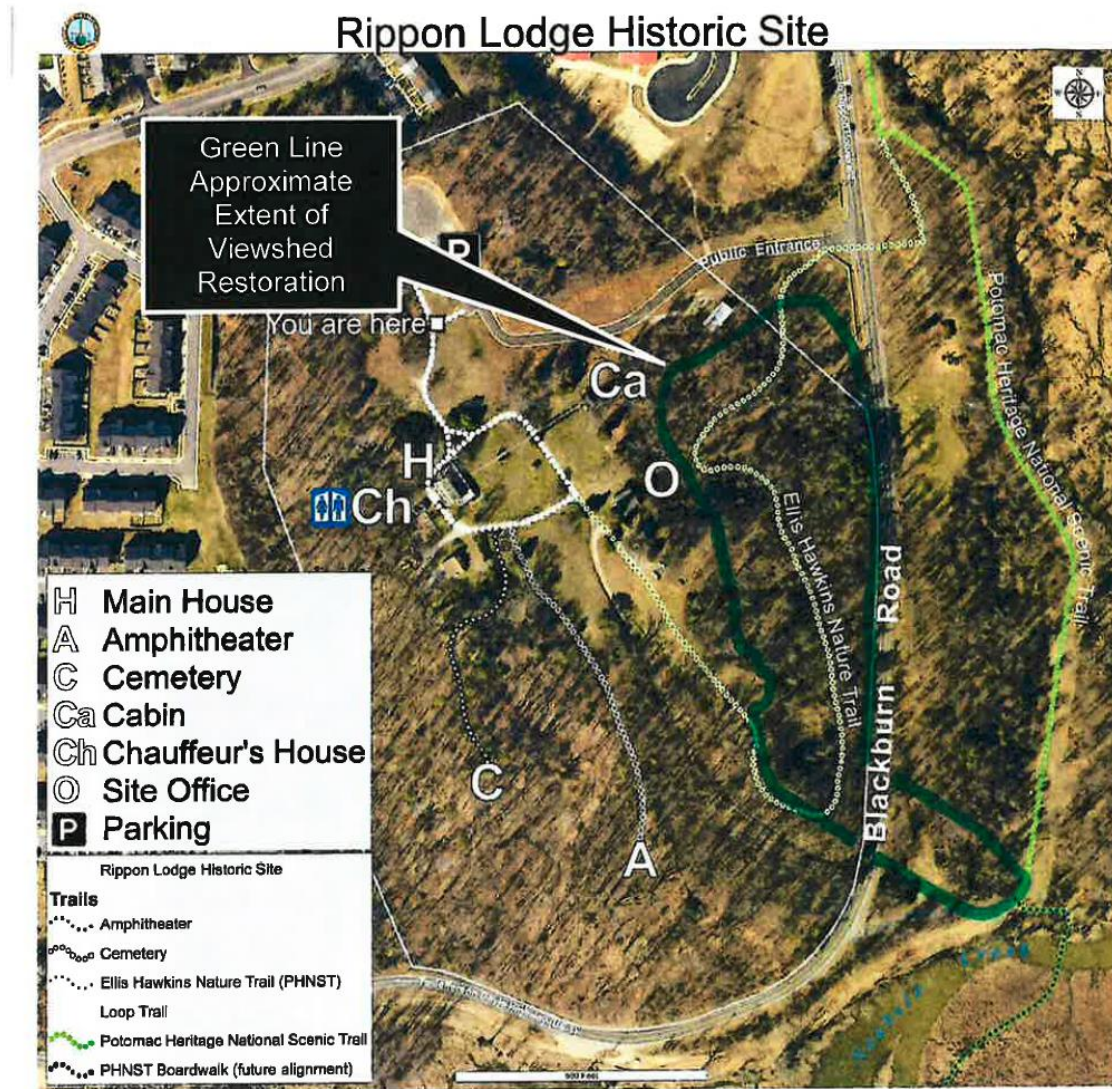 Rippon Lodge Historic Site
Green Line
Approximate
Extent of
Viewshed
Restoration
P
Public Entrance
You are here
Ca
H
Ch
O
Ellis Hawkins Nature Trail
Potomac Heritage National Scenic Trail
Blackburn Road
C
A
H Main House
A Amphitheater
C Cemetery
Ca Cabin
Ch Chauffeur's House
O Site Office
P Parking
Rippon Lodge Historic Site
Trails
Amphitheater
Cemetery
Ellis Hawkins Nature Trail (PHNST)
Loop Trail
Potomac Heritage National Scenic Trail
PHNST Boardwalk (future alignment)
Creek